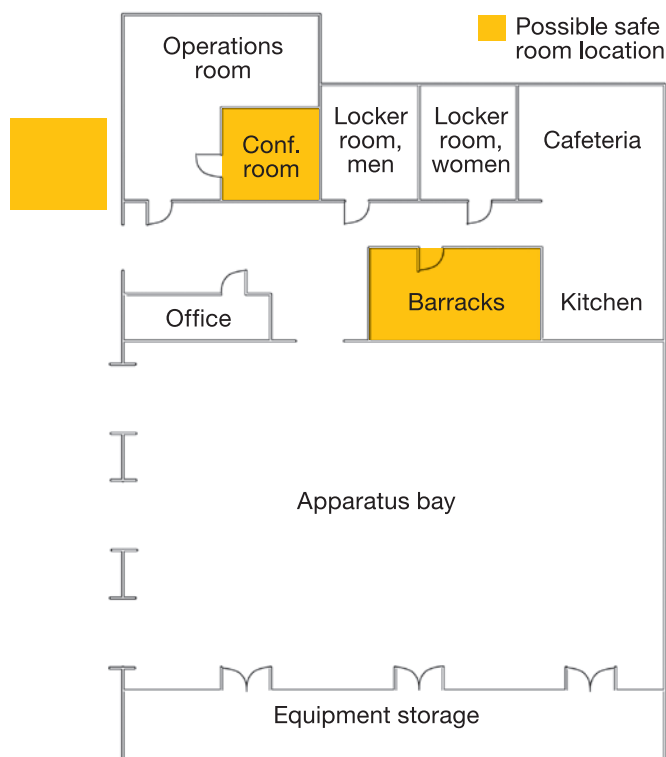 Possible safe
room location
Operations
room
Conf.
room
Locker
room,
men
Locker
room,
women
Cafeteria
Office
Barracks
Kitchen
Apparatus bay
Equipment storage